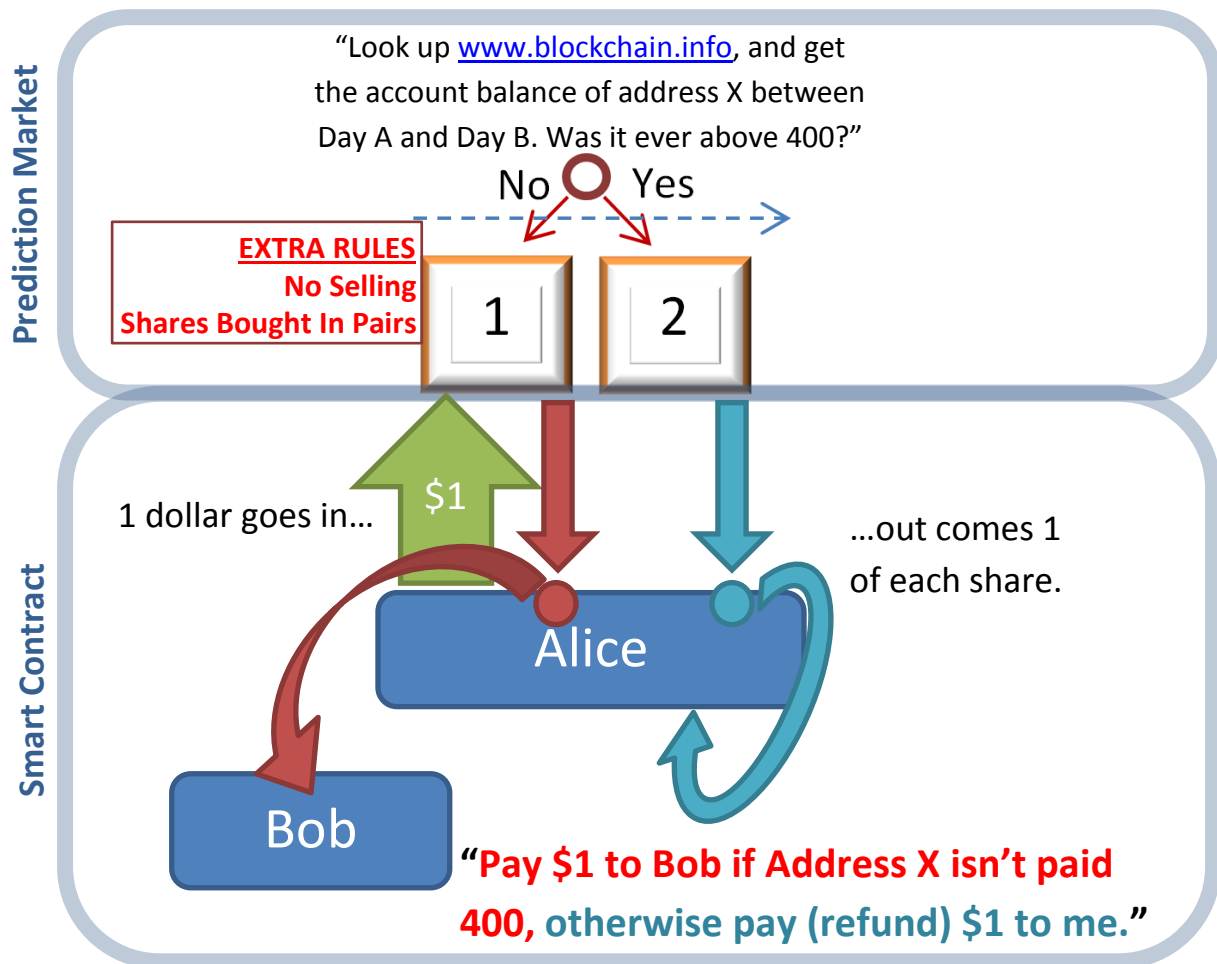 Prediction Market
“Look up www.blockchain.info, and get
the account balance of address X between
Day A and Day B. Was it ever above 400?”
No
Yes
EXTRA RULES
No Selling
Shares Bought In Pairs
1
2
Smart Contract
$1
1 dollar goes in…
…out comes 1
of each share.
Alice
Bob
“Pay $1 to Bob if Address X isn’t paid
400, otherwise pay (refund) $1 to me.”